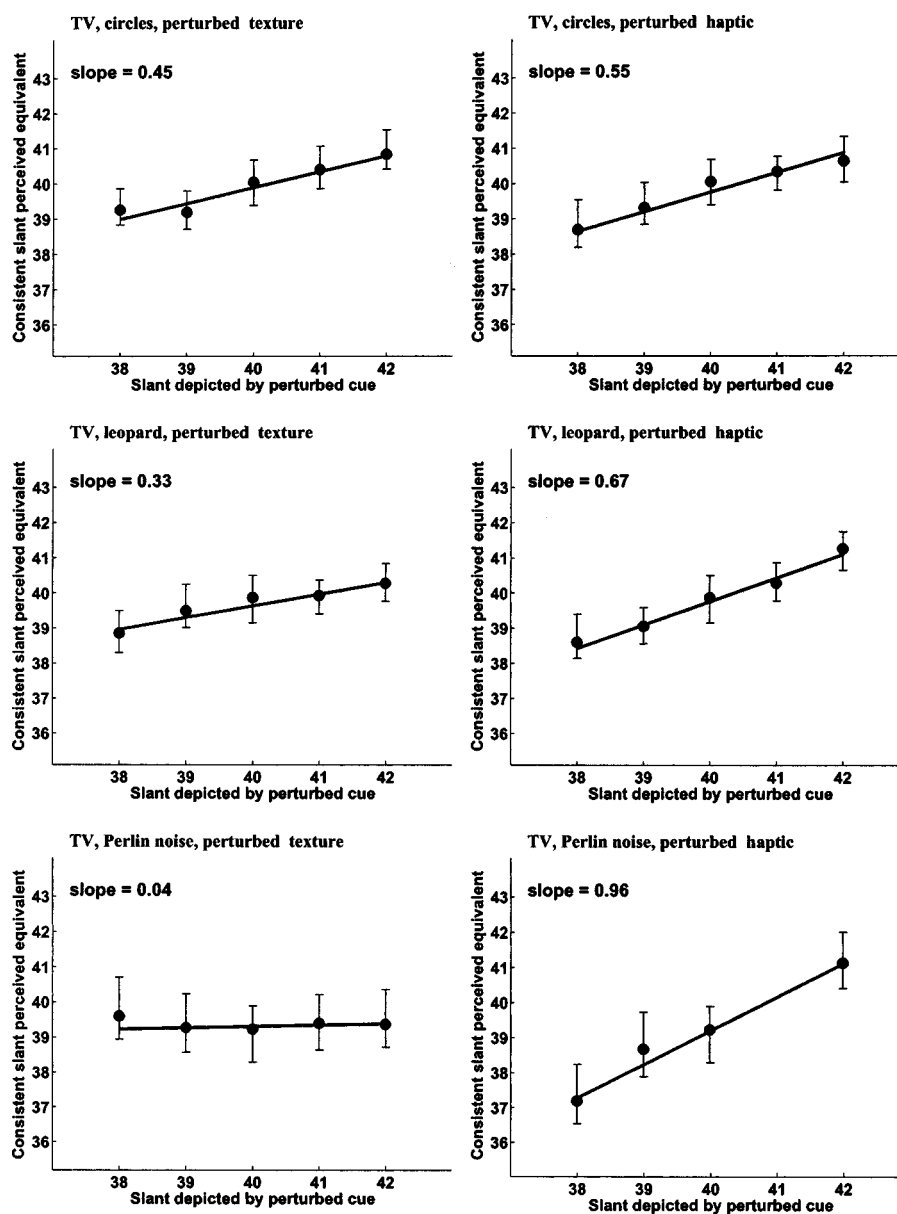 TV, circles, perturbed texture
slope = 0.45
Consistent slant perceived equivalent
43
42
41
40
39
38
37
36
38 39 40 41 42
Slant depicted by perturbed cue
TV, circles, perturbed haptic
slope = 0.55
Consistent slant perceived equivalent
43
42
41
40
39
38
37
36
38 39 40 41 42
Slant depicted by perturbed cue
TV, leopard, perturbed texture
slope = 0.33
Consistent slant perceived equivalent
43
42
41
40
39
38
37
36
38 39 40 41 42
Slant depicted by perturbed cue
TV, leopard, perturbed haptic
slope = 0.67
Consistent slant perceived equivalent
43
42
41
40
39
38
37
36
38 39 40 41 42
Slant depicted by perturbed cue
TV, Perlin noise, perturbed texture
slope = 0.04
Consistent slant perceived equivalent
43
42
41
40
39
38
37
36
38 39 40 41 42
Slant depicted by perturbed cue
TV, Perlin noise, perturbed haptic
slope = 0.96
Consistent slant perceived equivalent
43
42
41
40
39
38
37
36
38 39 40 41 42
Slant depicted by perturbed cue